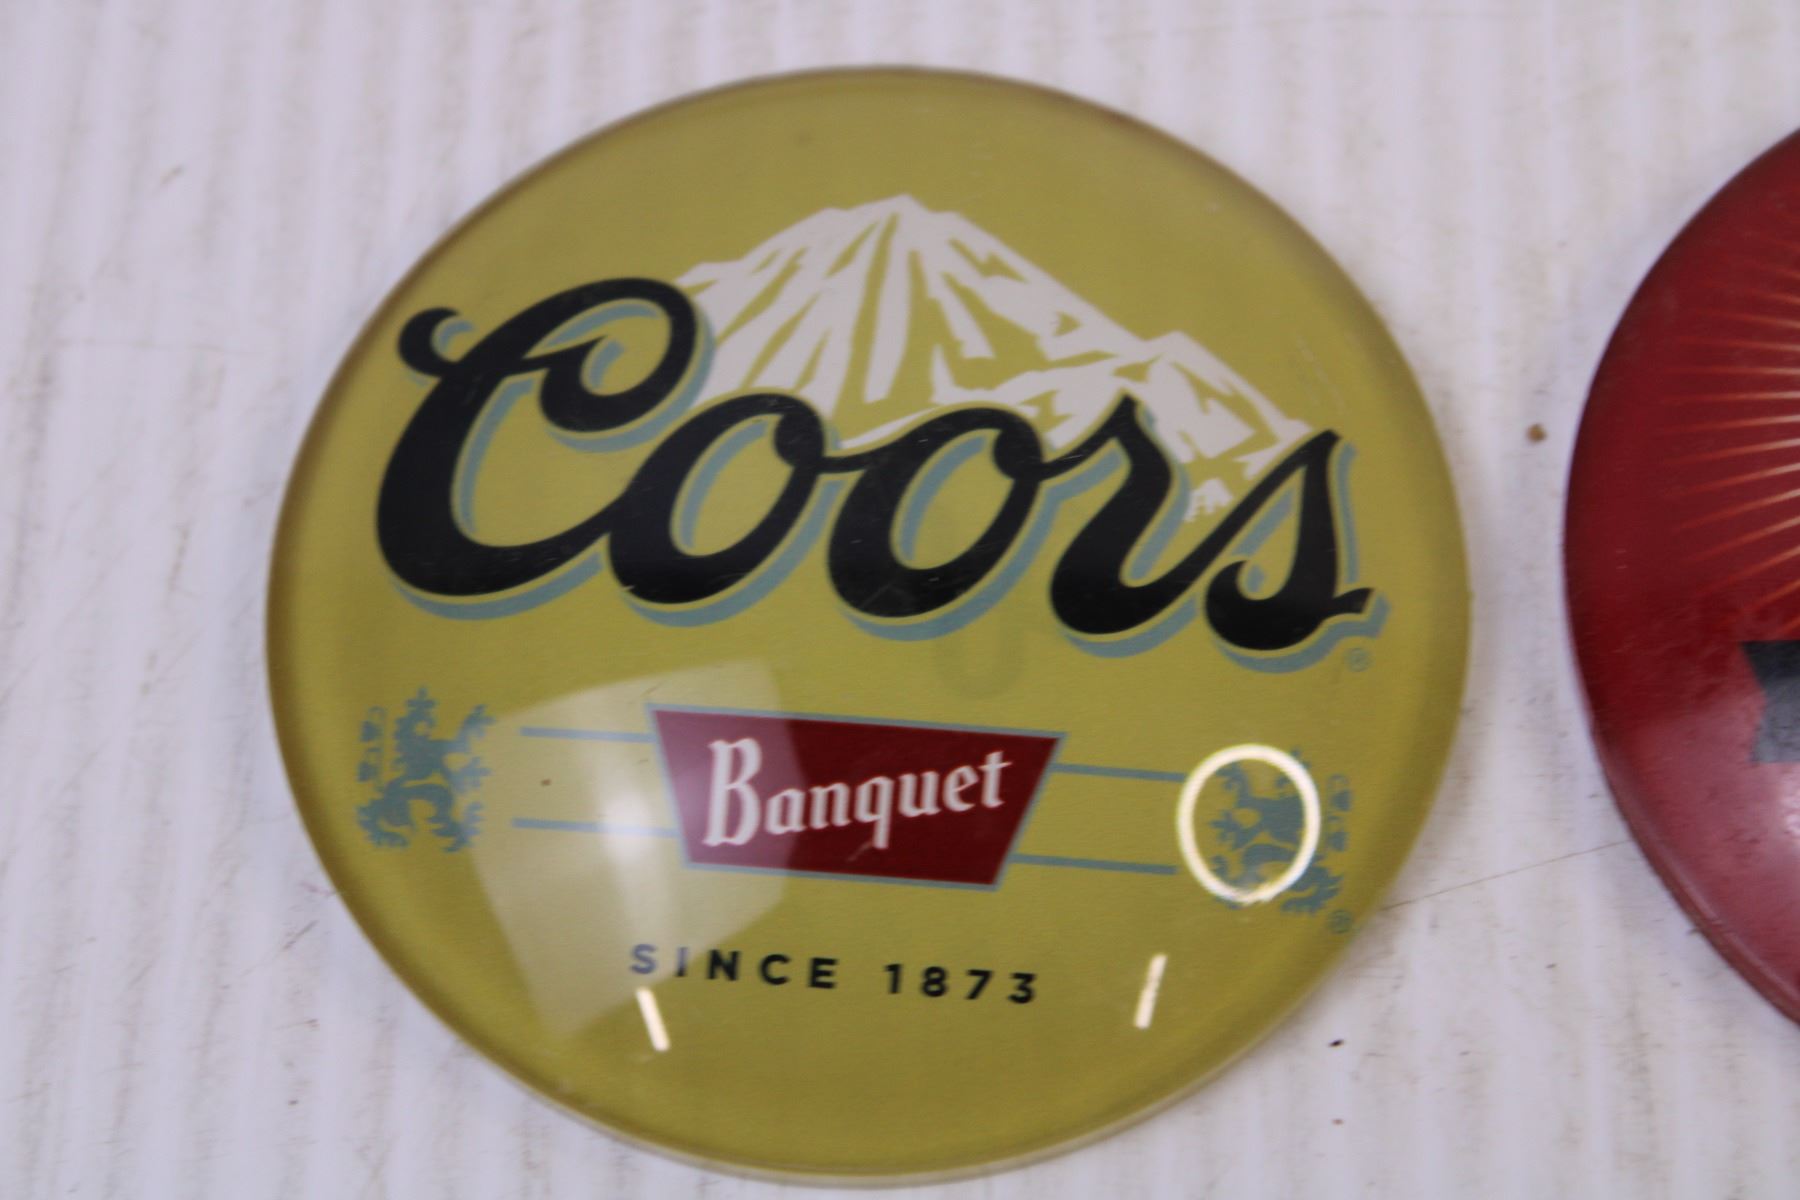 Coors®
Banquet
®
SINCE 1873